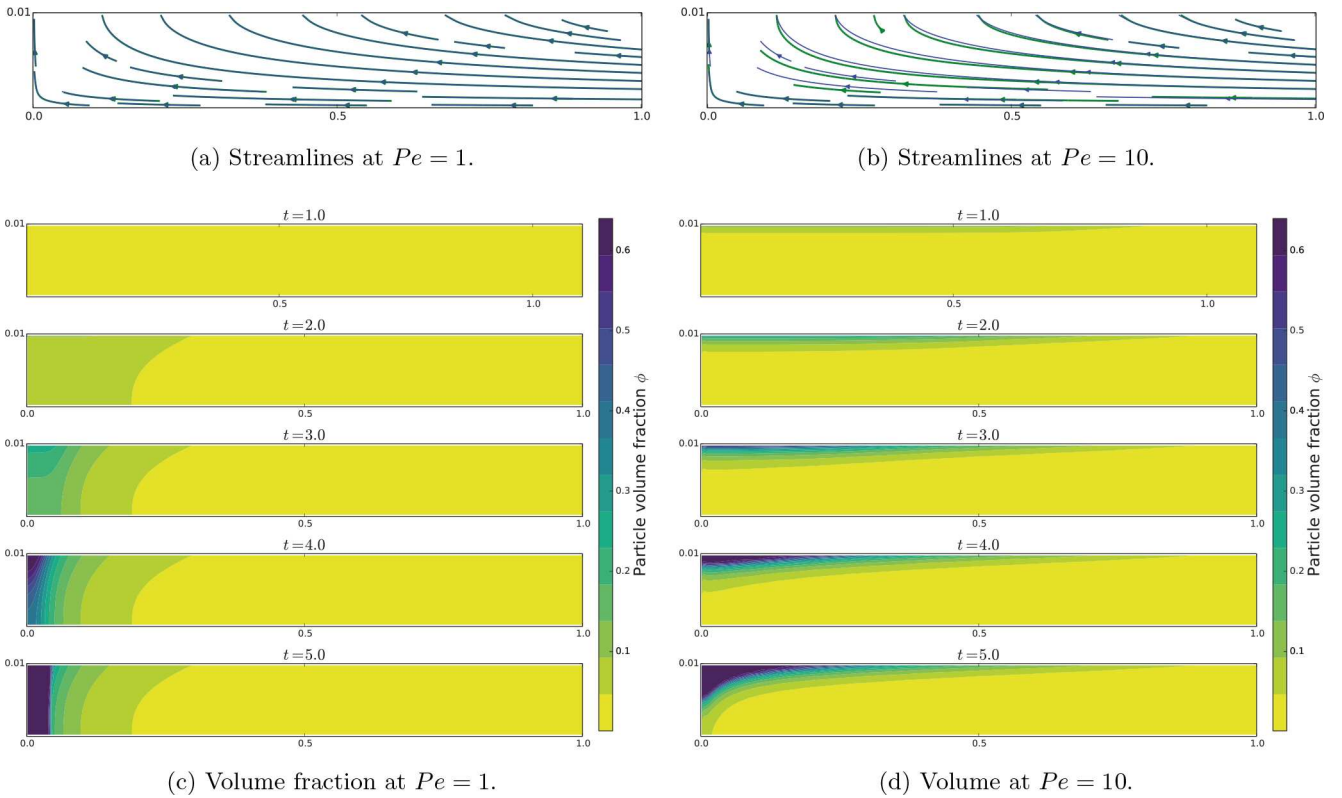 0.01
0.0 0.5 1.0
(a) Streamlines at Pe = 1.
0.01
0.0 0.5 1.0
(b) Streamlines at Pe = 10.
t=1.0
0.01
0.5 1.0
t=2.0
0.01
0.0 0.5 1.0
t=3.0
0.01
0.0 0.5 1.0
t=4.0
0.01
0.0 0.5 1.0
t=5.0
0.01
0.0 0.5 1.0
0.6
0.5
0.4
0.3
0.2
0.1
Particle volume fraction ϕ
(c) Volume fraction at Pe = 1.
t=1.0
0.01
0.5 1.0
t=2.0
0.01
0.0 0.5 1.0
t=3.0
0.01
0.0 0.5 1.0
t=4.0
0.01
0.0 0.5 1.0
t=5.0
0.01
0.0 0.5 1.0
0.6
0.5
0.4
0.3
0.2
0.1
Particle volume fraction ϕ
(d) Volume at Pe = 10.